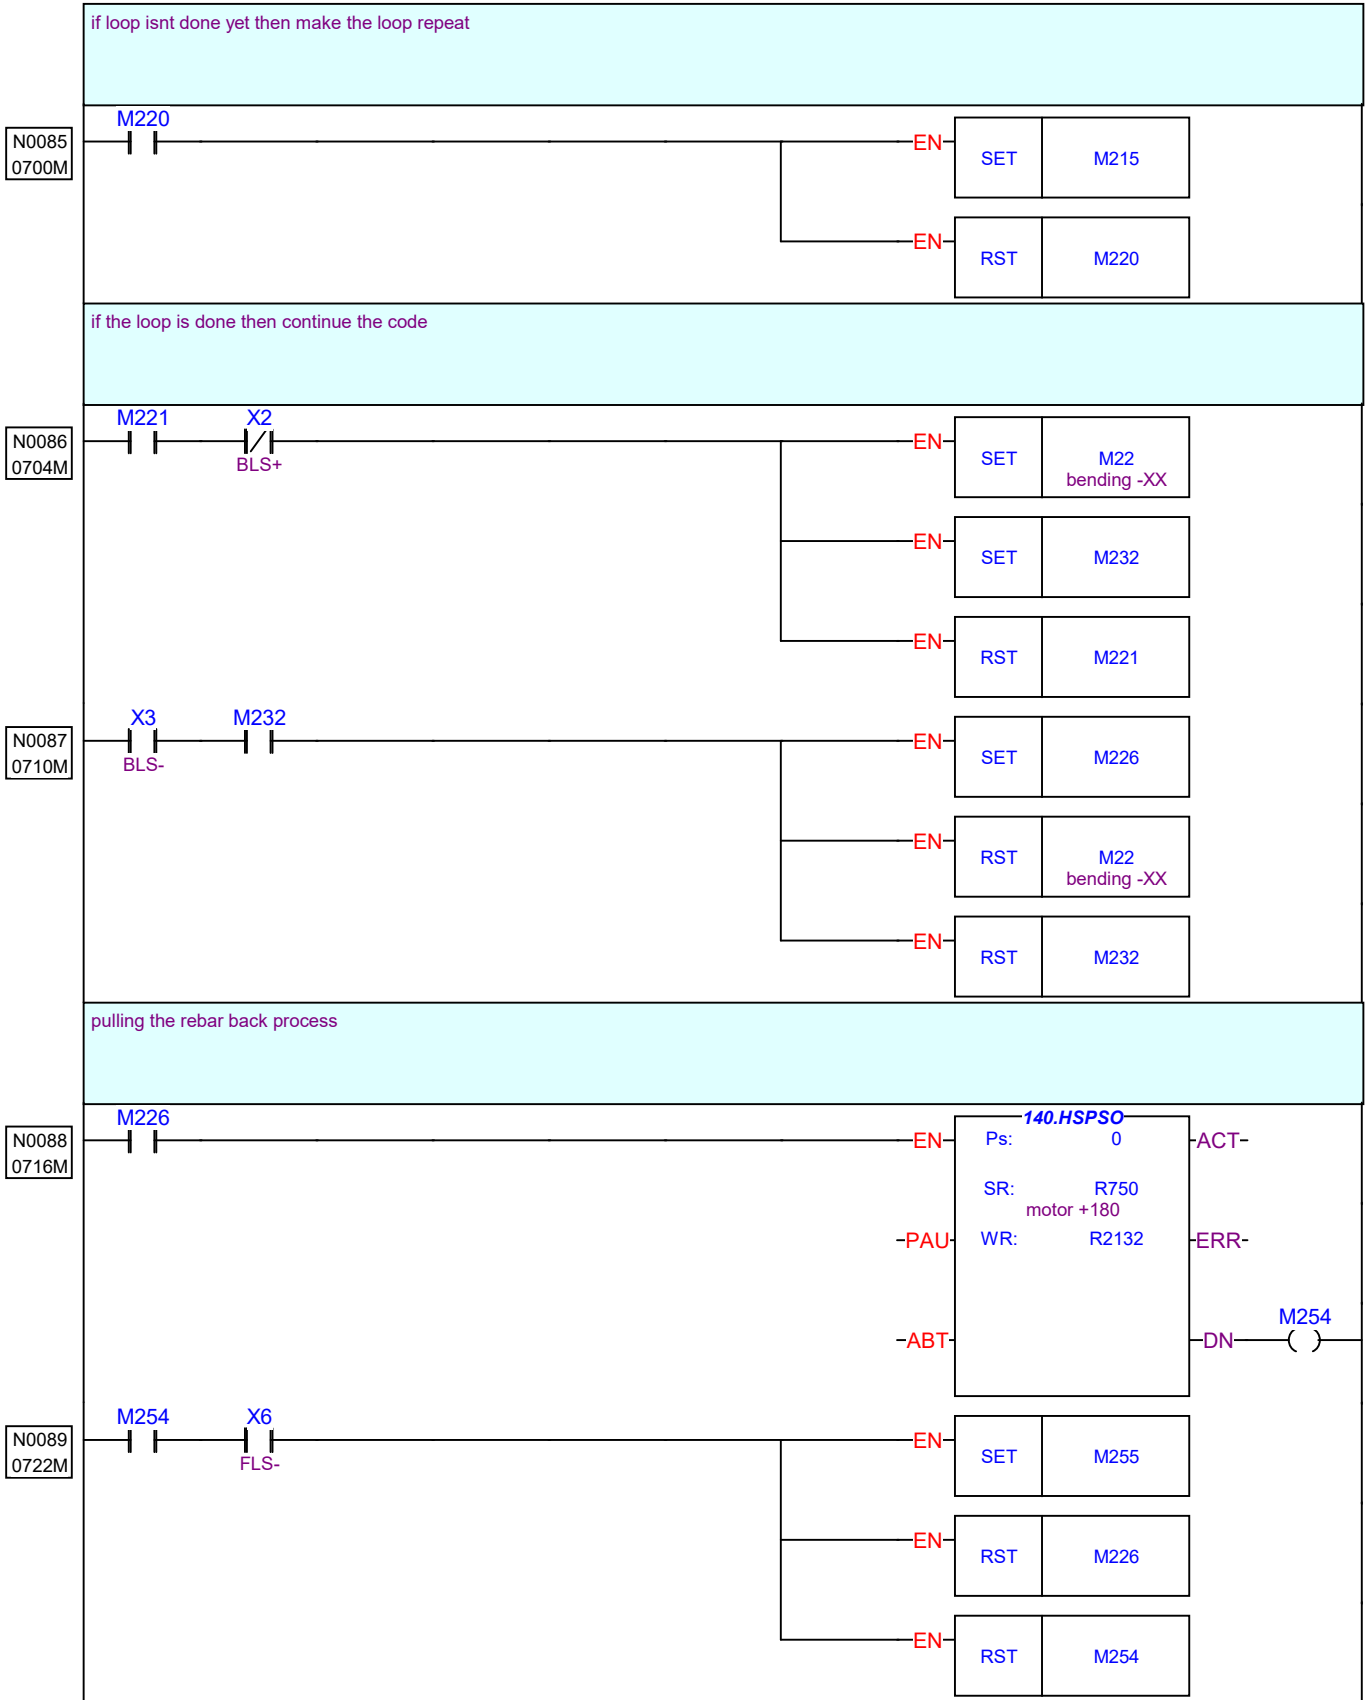 if loop isnt done yet then make the loop repeat
M220
N0085
0700M
EN
SET M215
EN
RST M220
if the loop is done then continue the code
M221 X2
N0086
0704M
BLS+
EN
SET M22
bending -XX
EN
SET M232
EN
RST M221
X3 M232
N0087
0710M
BLS-
EN
SET M226
EN
RST M22
bending -XX
EN
RST M232
pulling the rebar back process
M226
N0088
0716M
140.HSPSO
EN Ps: 0 ACT
SR: R750
motor +180
PAU WR: R2132 ERR
M254
ABT DN
M254 X6
N0089
0722M
FLS-
EN
SET M255
EN
RST M226
EN
RST M254